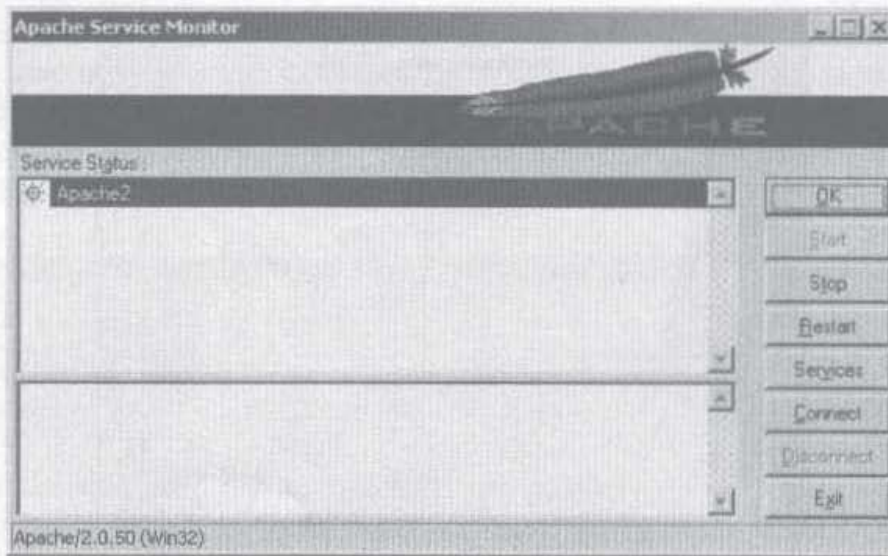 Apache Service Monitor
APACHE
Service Status:
Apache2
OK
Start
Stop
Restart
Services
Connect
Disconnect
Exit
Apache/2.0.50 (Win32)